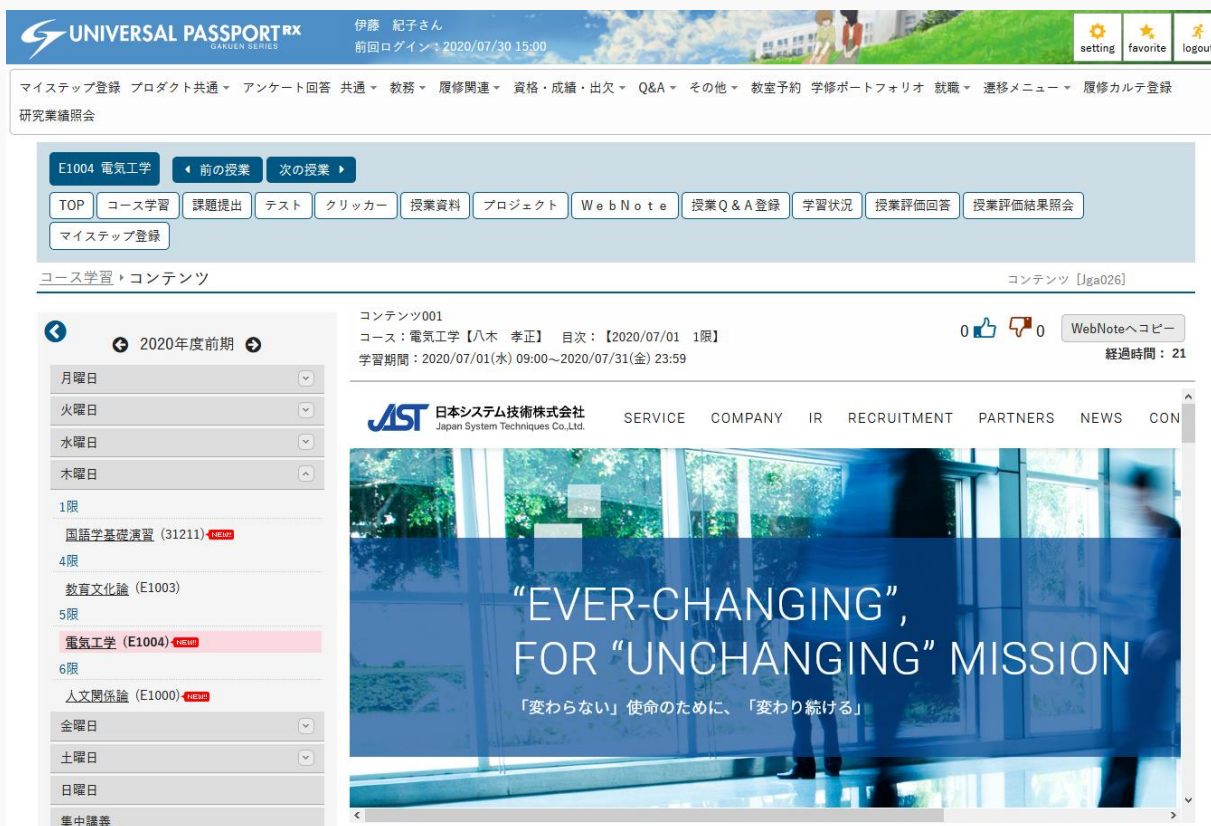 UNIVERSAL PASSPORT RX
GAKUEN SERIES
伊藤 紀子さん
前回ログイン：2020/07/30 15:00
setting favorite logout
マイステップ登録 プロダクト共通 アンケート回答 共通 教務 履修関連 資格・成績・出欠 Q&A その他 教室予約 学修ポートフォリオ 就職 遷移メニュー 履修カルテ登録
研究業績照会
E1004 電気工学 前の授業 次の授業
TOP コース学習 課題提出 テスト クリッカー 授業資料 プロジェクト WebNote 授業Q&A登録 学習状況 授業評価回答 授業評価結果照会
マイステップ登録
コース学習 コンテンツ
コンテンツ [Jga026]
2020年度前期
月曜日
火曜日
水曜日
木曜日
1限
国語学基礎演習 (31211) NEW!!
4限
教育文化論 (E1003)
5限
電気工学 (E1004) NEW!!
6限
人文関係論 (E1000) NEW!!
金曜日
土曜日
日曜日
集中講義
コンテンツ001
コース：電気工学【八木 孝正】 目次：【2020/07/01 1限】
学習期間：2020/07/01(水) 09:00～2020/07/31(金) 23:59
0 0 WebNoteへコピー
経過時間： 21
JAST 日本システム技術株式会社
Japan System Techniques Co.,Ltd.
SERVICE COMPANY IR RECRUITMENT PARTNERS NEWS CON
“EVER-CHANGING”,
FOR “UNCHANGING” MISSION
「変わらない」使命のために、「変わり続ける」